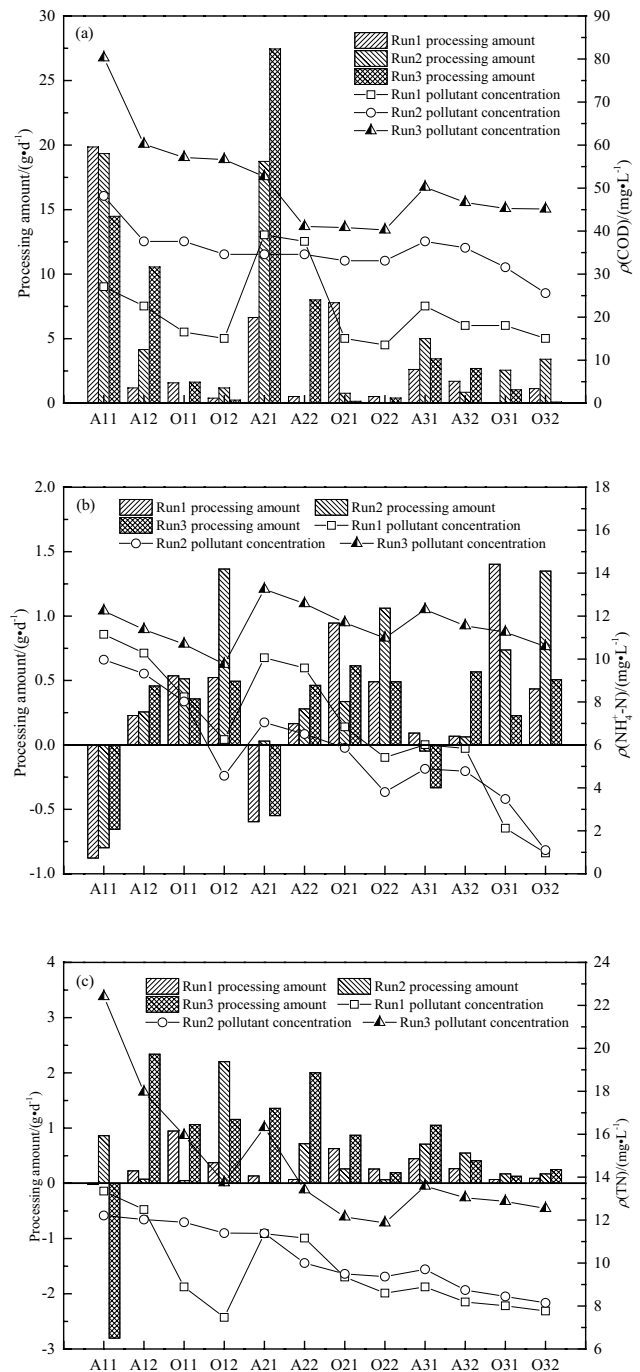 (a)
Run1 processing amount
Run2 processing amount
Run3 processing amount
Run1 pollutant concentration
Run2 pollutant concentration
Run3 pollutant concentration
Processing amount/(g•d⁻¹)
30
25
20
15
10
5
0
ρ(COD)/(mg•L⁻¹)
90
80
70
60
50
40
30
20
10
0
A11 A12 O11 O12 A21 A22 O21 O22 A31 A32 O31 O32
(b)
Run1 processing amount Run2 processing amount
Run3 processing amount Run1 pollutant concentration
Run2 pollutant concentration Run3 pollutant concentration
Processing amount/(g•d⁻¹)
2.0
1.5
1.0
0.5
0.0
-0.5
-1.0
ρ(NH₄⁺-N)/(mg•L⁻¹)
18
16
14
12
10
8
6
4
2
0
A11 A12 O11 O12 A21 A22 O21 O22 A31 A32 O31 O32
(c)
Run1 processing amount Run2 processing amount
Run3 processing amount Run1 pollutant concentration
Run2 pollutant concentration Run3 pollutant concentration
Processing amount/(g•d⁻¹)
4
3
2
1
0
-1
-2
-3
ρ(TN)/(mg•L⁻¹)
24
22
20
18
16
14
12
10
8
6
A11 A12 O11 O12 A21 A22 O21 O22 A31 A32 O31 O32